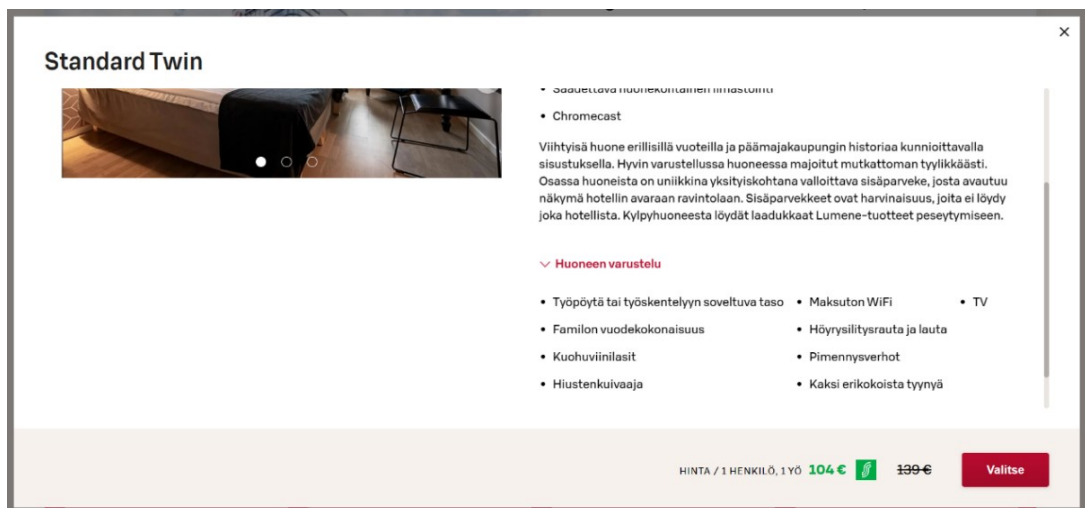 Standard Twin
• Säädettävä huonekohtainen ilmastointi
• Chromecast
Viihtyisä huone erillisillä vuoteilla ja päämajakaupungin historiaa kunnioittavalla
sisustuksella. Hyvin varustellussa huoneessa majoitut mutkattoman tyylikkäästi.
Osassa huoneista on uniikkina yksityiskohtana valloittava sisäparveke, josta avautuu
näkymä hotellin avaraan ravintolaan. Sisäparvekkeet ovat harvinaisuus, joita ei löydy
joka hotellista. Kylpyhuoneesta löydät laadukkaat Lumene-tuotteet peseytymiseen.
Huoneen varustelu
• Työpöytä tai työskentelyyn soveltuva taso • Maksuton WiFi • TV
• Familon vuodekokonaisuus • Höyrysilitysrauta ja lauta
• Kuohuviinilasit • Pimennysverhot
• Hiustenkuivaaja • Kaksi erikokoista tyynyä
HINTA / 1 HENKILÖ, 1 YÖ 104 € 139 € Valitse